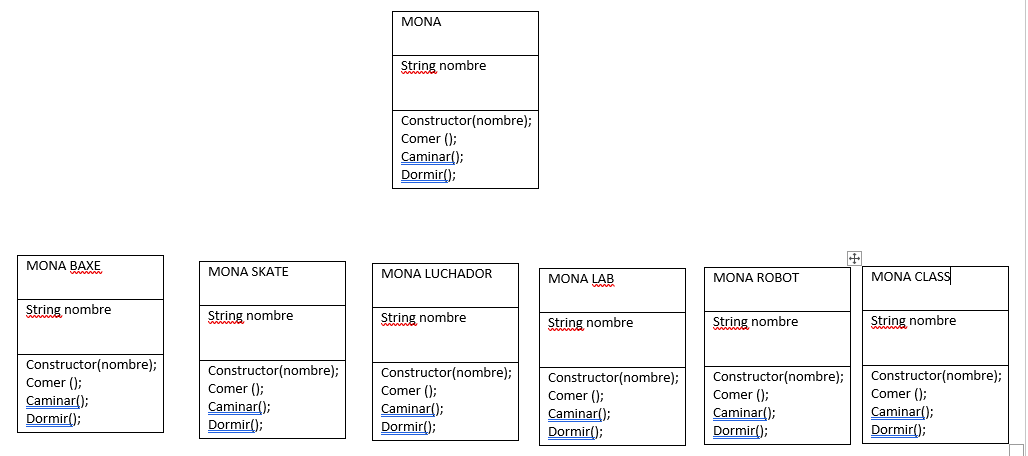 MONA
String nombre
Constructor(nombre);
Comer ();
Caminar();
Dormir();
MONA BAXE
String nombre
Constructor(nombre);
Comer ();
Caminar();
Dormir();
MONA SKATE
String nombre
Constructor(nombre);
Comer ();
Caminar();
Dormir();
MONA LUCHADOR
String nombre
Constructor(nombre);
Comer ();
Caminar();
Dormir();
MONA LAB
String nombre
Constructor(nombre);
Comer ();
Caminar();
Dormir();
MONA ROBOT
String nombre
Constructor(nombre);
Comer ();
Caminar();
Dormir();
MONA CLASS
String nombre
Constructor(nombre);
Comer ();
Caminar();
Dormir();